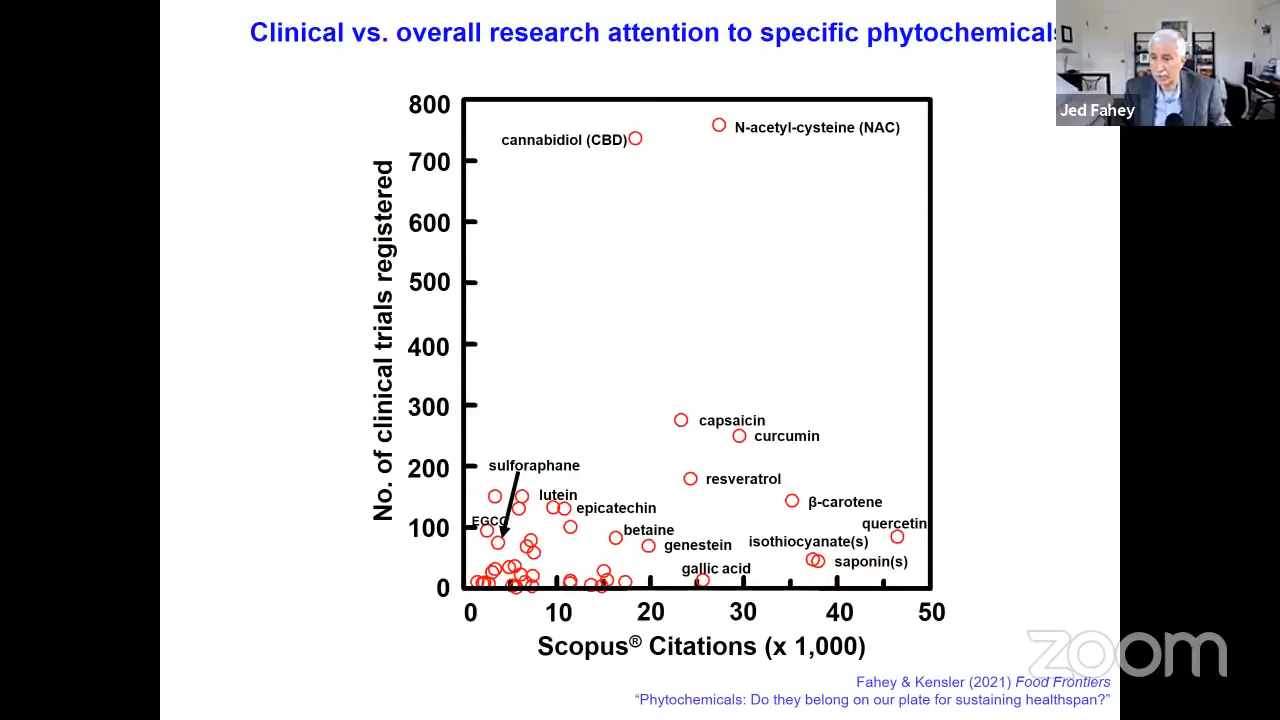 Clinical vs. overall research attention to specific phytochemicals
Jed Fahey
No. of clinical trials registered
800
700
600
500
400
300
200
100
0
cannabidiol (CBD)
N-acetyl-cysteine (NAC)
capsaicin
curcumin
sulforaphane
resveratrol
lutein
β-carotene
epicatechin
EGCG
quercetin
betaine
isothiocyanate(s)
genestein
saponin(s)
gallic acid
0 10 20 30 40 50
Scopus® Citations (x 1,000)
zoom
Fahey & Kensler (2021) Food Frontiers
“Phytochemicals: Do they belong on our plate for sustaining healthspan?”